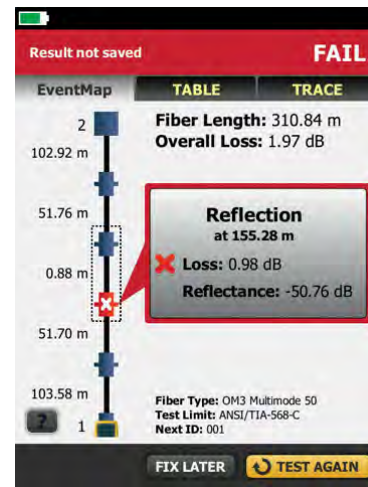 Result not saved FAIL
EventMap TABLE TRACE
2
Fiber Length: 310.84 m
Overall Loss: 1.97 dB
102.92 m
51.76 m
Reflection
at 155.28 m
Loss: 0.98 dB
Reflectance: -50.76 dB
0.88 m
51.70 m
103.58 m
Fiber Type: OM3 Multimode 50
Test Limit: ANSI/TIA-568-C
Next ID: 001
? 1
FIX LATER TEST AGAIN